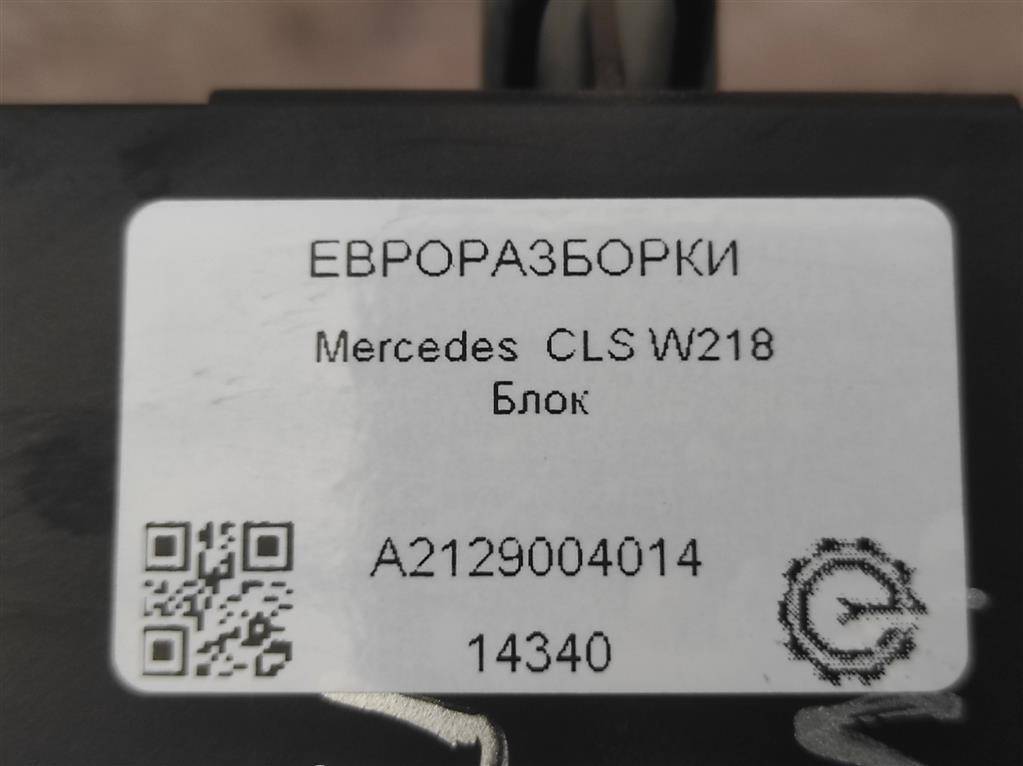 ЕВРОРАЗБОРКИ
Mercedes CLS W218
Блок
A2129004014
14340